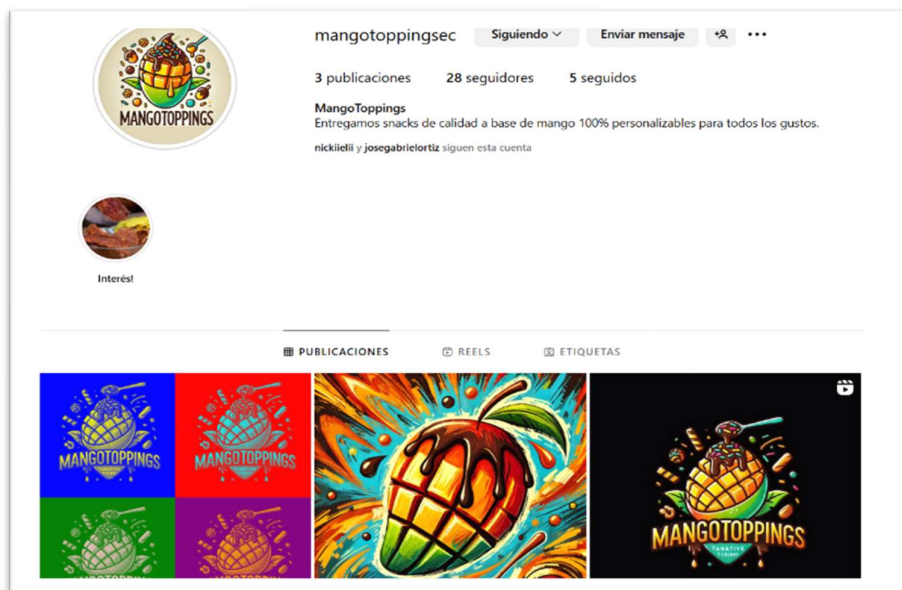 mangotoppingsec Siguiendo Enviar mensaje
3 publicaciones 28 seguidores 5 seguidos
MangoToppings
Entregamos snacks de calidad a base de mango 100% personalizables para todos los gustos.
nickiielii y josegabrielortiz siguen esta cuenta
MANGOTOPPINGS
Interés!
PUBLICACIONES REELS ETIQUETAS
MANGOTOPPINGS
MANGOTOPPINGS
MANGOTOPPINGS